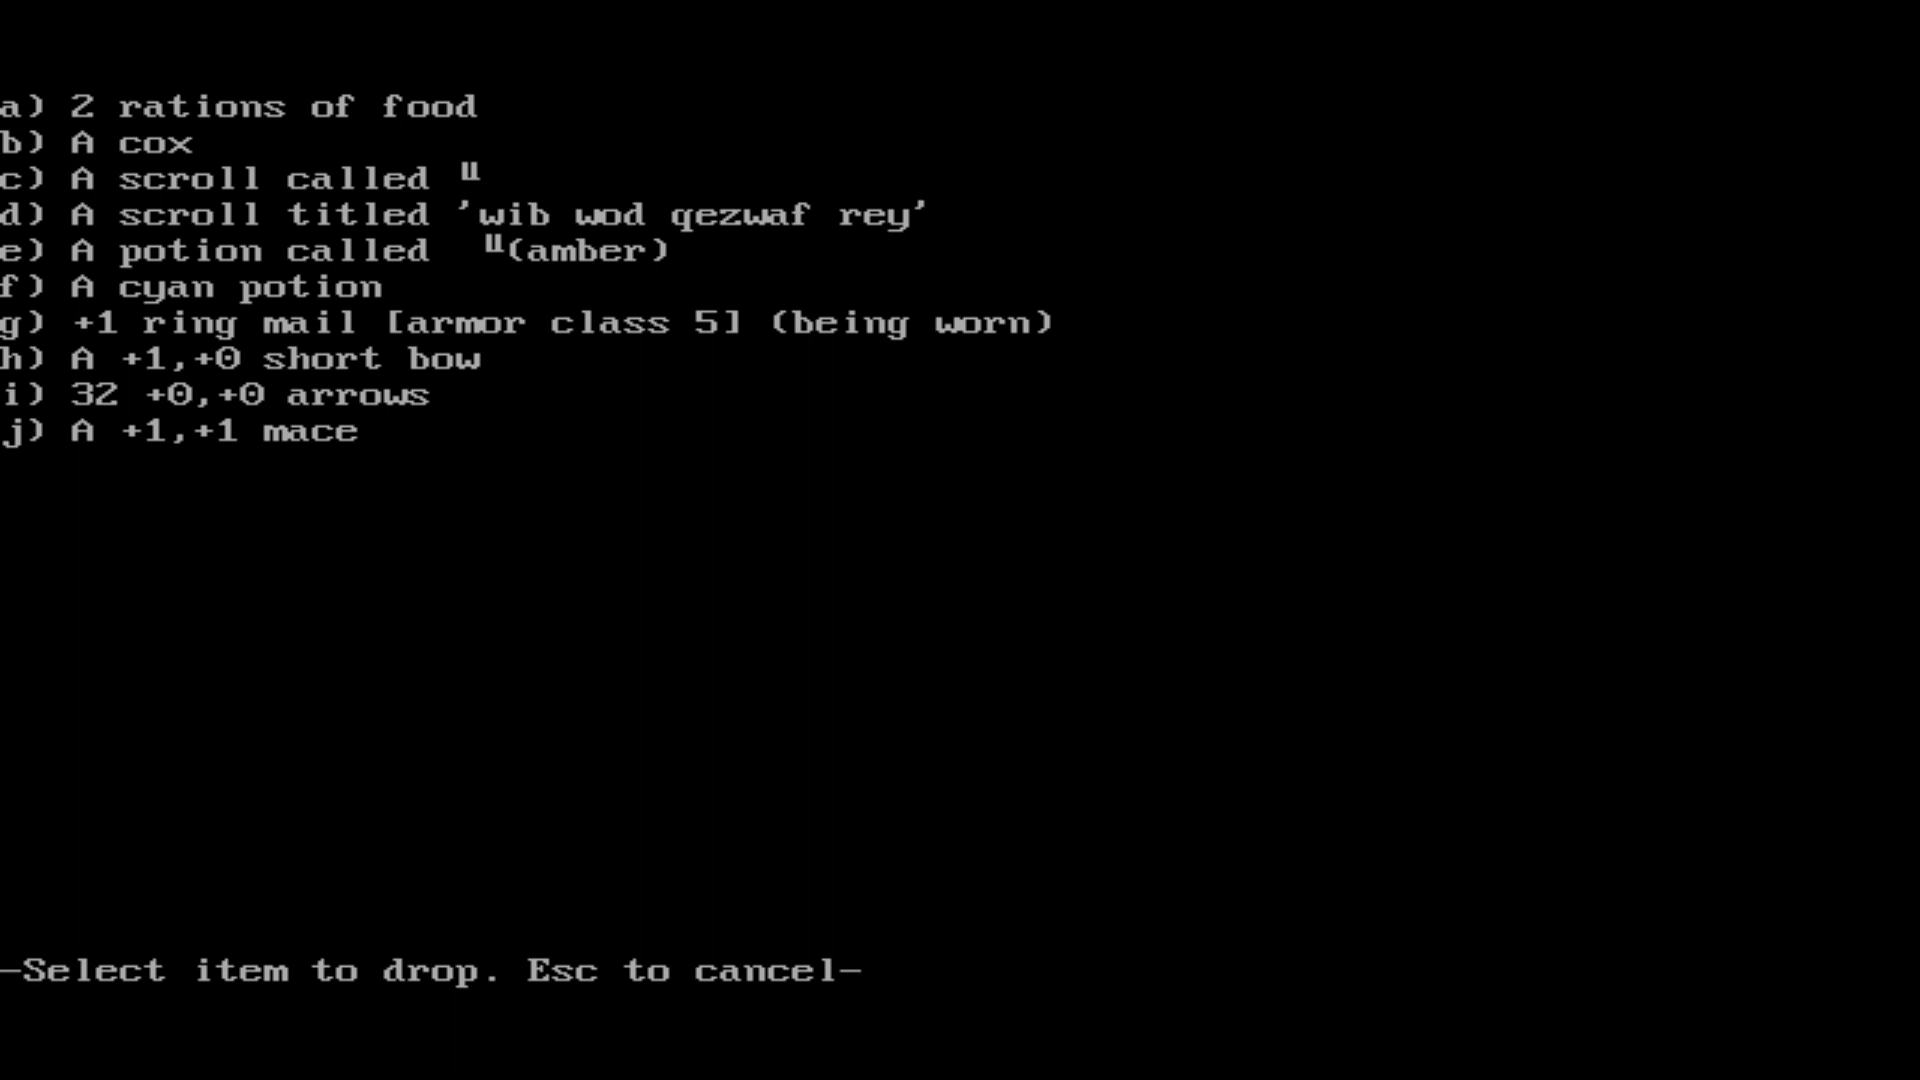 a) 2 rations of food
b) A cox
c) A scroll called ╨
d) A scroll titled 'wib wod qezwaf rey'
e) A potion called  ╨(amber)
f) A cyan potion
g) +1 ring mail [armor class 5] (being worn)
h) A +1,+0 short bow
i) 32 +0,+0 arrows
j) A +1,+1 mace
—Select item to drop. Esc to cancel—